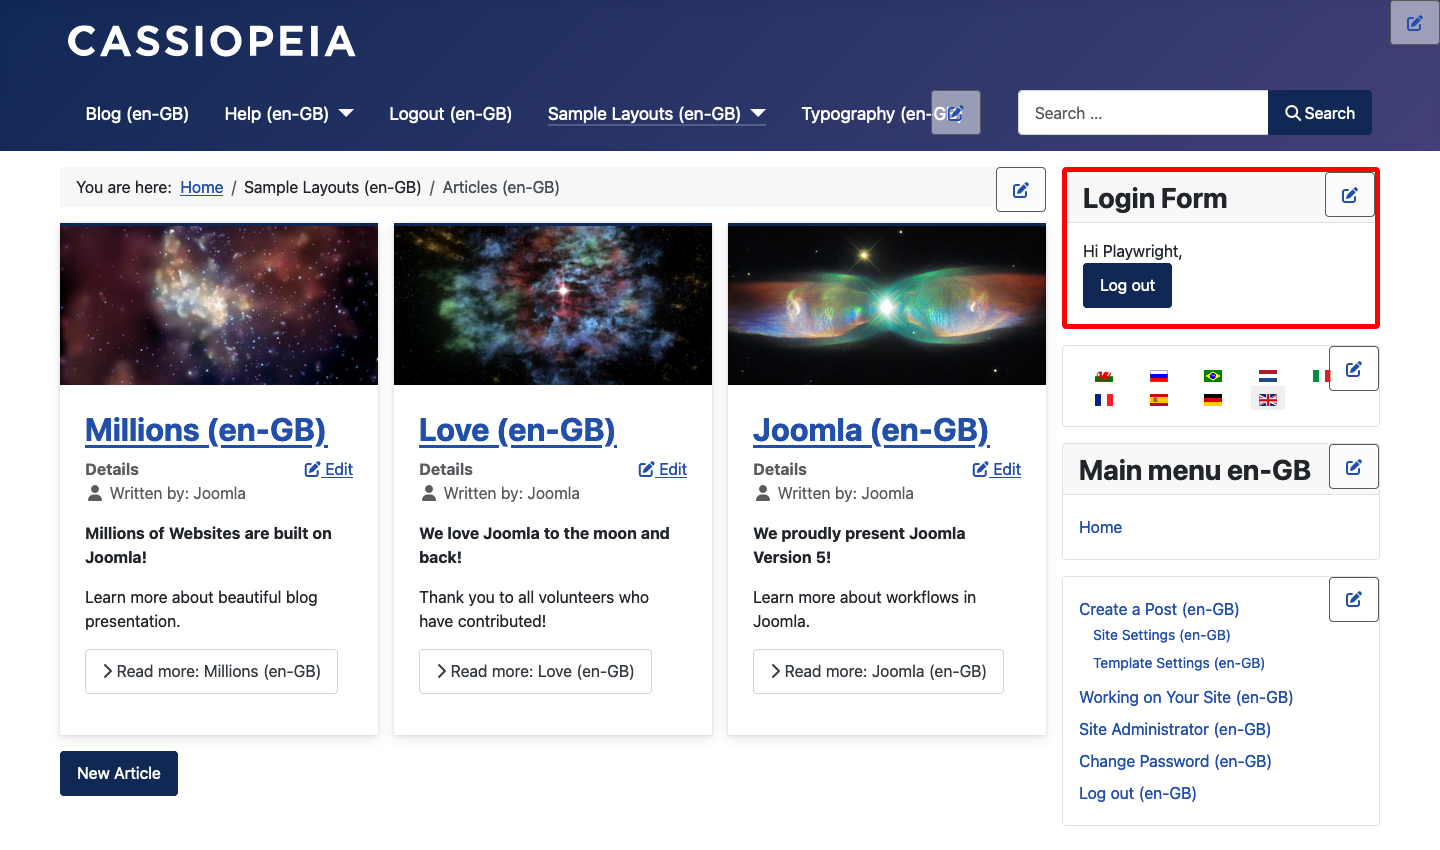 CASSIOPEIA
Blog (en-GB) Help (en-GB) Logout (en-GB) Sample Layouts (en-GB) Typography (en-GB)
Search ... Search
You are here: Home / Sample Layouts (en-GB) / Articles (en-GB)
Millions (en-GB)
Details Edit
Written by: Joomla
Millions of Websites are built on
Joomla!
Learn more about beautiful blog
presentation.
Read more: Millions (en-GB)
Love (en-GB)
Details Edit
Written by: Joomla
We love Joomla to the moon and
back!
Thank you to all volunteers who
have contributed!
Read more: Love (en-GB)
Joomla (en-GB)
Details Edit
Written by: Joomla
We proudly present Joomla
Version 5!
Learn more about workflows in
Joomla.
Read more: Joomla (en-GB)
New Article
Login Form
Hi Playwright,
Log out
Main menu en-GB
Home
Create a Post (en-GB)
Site Settings (en-GB)
Template Settings (en-GB)
Working on Your Site (en-GB)
Site Administrator (en-GB)
Change Password (en-GB)
Log out (en-GB)